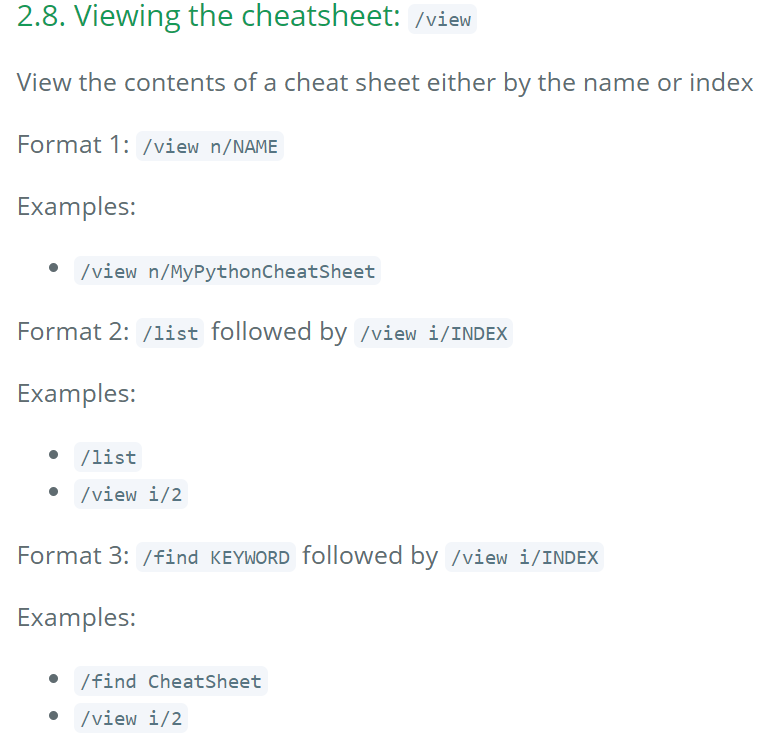 2.8. Viewing the cheatsheet: /view
View the contents of a cheat sheet either by the name or index
Format 1: /view n/NAME
Examples:
/view n/MyPythonCheatSheet
Format 2: /list followed by /view i/INDEX
Examples:
/list
/view i/2
Format 3: /find KEYWORD followed by /view i/INDEX
Examples:
/find CheatSheet
/view i/2